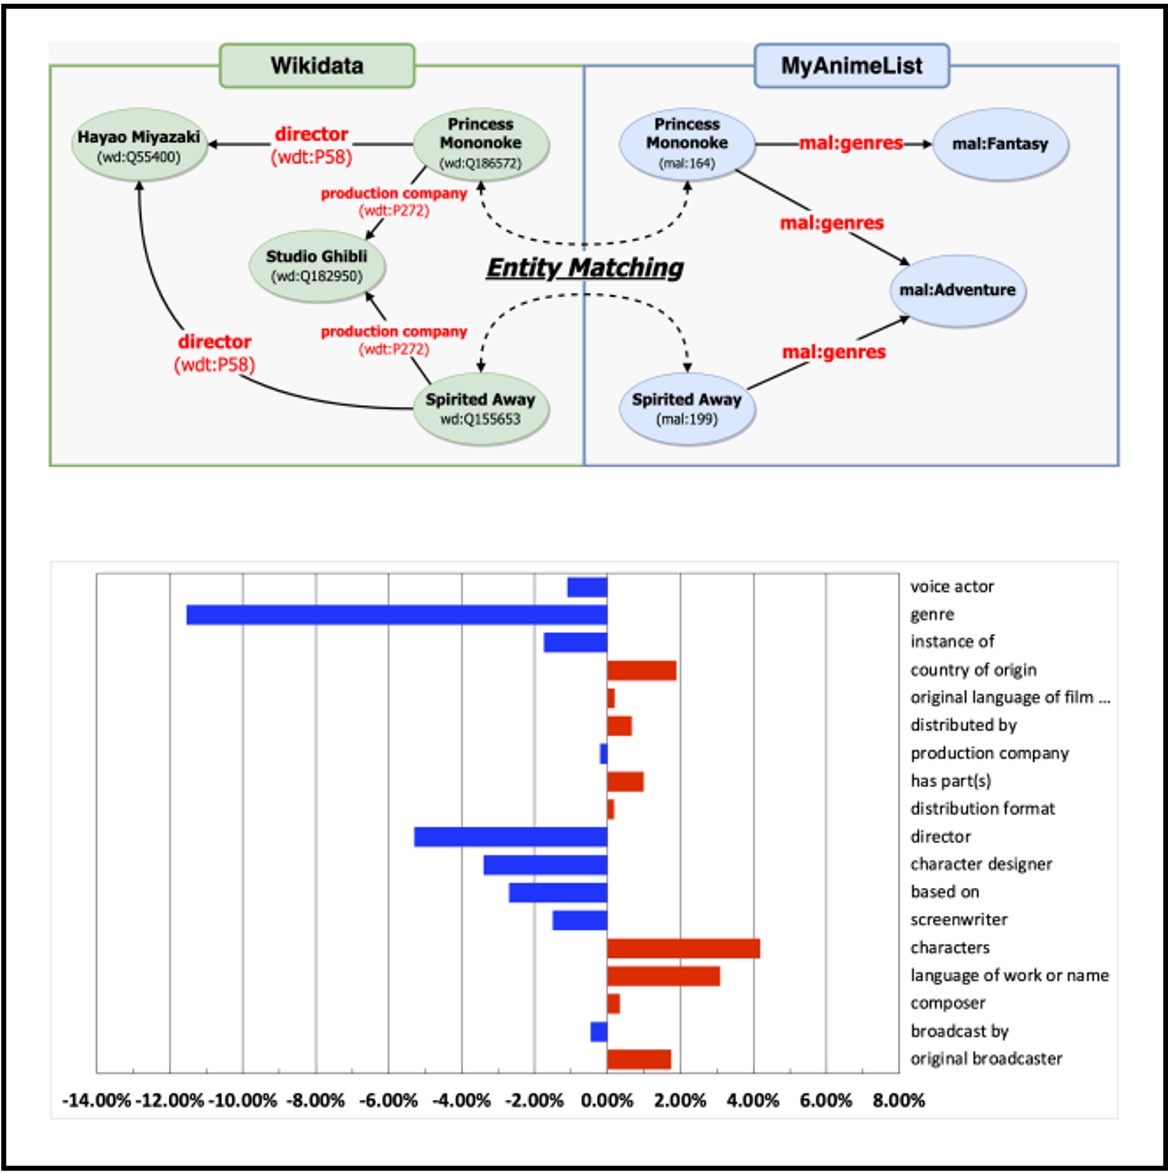 Wikidata
MyAnimeList
Hayao Miyazaki
(wd:Q55400)
director
(wdt:P58)
Princess
Mononoke
(wd:Q186572)
production company
(wdt:P272)
Studio Ghibli
(wd:Q182950)
production company
(wdt:P272)
director
(wdt:P58)
Spirited Away
wd:Q155653
Entity Matching
Princess
Mononoke
(mal:164)
mal:genres
mal:Fantasy
mal:genres
mal:Adventure
mal:genres
Spirited Away
(mal:199)
voice actor
genre
instance of
country of origin
original language of film ...
distributed by
production company
has part(s)
distribution format
director
character designer
based on
screenwriter
characters
language of work or name
composer
broadcast by
original broadcaster
-14.00% -12.00% -10.00% -8.00% -6.00% -4.00% -2.00% 0.00% 2.00% 4.00% 6.00% 8.00%